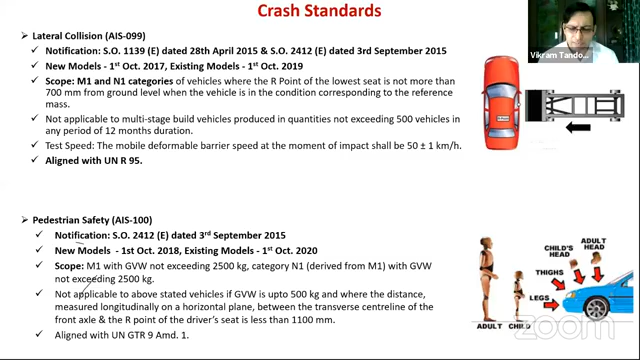 Crash Standards
➢ Lateral Collision (AIS-099)
✓ Notification: S.O. 1139 (E) dated 28th April 2015 & S.O. 2412 (E) dated 3rd September 2015
✓ New Models - 1st Oct. 2017, Existing Models - 1st Oct. 2019
✓ Scope: M1 and N1 categories of vehicles where the R Point of the lowest seat is not more than
700 mm from ground level when the vehicle is in the condition corresponding to the reference
mass.
✓ Not applicable to multi-stage build vehicles produced in quantities not exceeding 500 vehicles in
any period of 12 months duration.
✓ Test Speed: The mobile deformable barrier speed at the moment of impact shall be 50 ± 1 km/h.
✓ Aligned with UN R 95.
➢ Pedestrian Safety (AIS-100)
✓ Notification: S.O. 2412 (E) dated 3rd September 2015
✓ New Models - 1st Oct. 2018, Existing Models - 1st Oct. 2020
✓ Scope: M1 with GVW not exceeding 2500 kg, category N1 (derived from M1) with GVW
not exceeding 2500 kg.
✓ Not applicable to above stated vehicles if GVW is upto 500 kg and where the distance,
measured longitudinally on a horizontal plane, between the transverse centreline of the
front axle & the R point of the driver's seat is less than 1100 mm.
✓ Aligned with UN GTR 9 Amd. 1.
Vikram Tando...
ADULT
HEAD
CHILD'S
HEAD
THIGHS
LEGS
ADULT CHILD
zoom